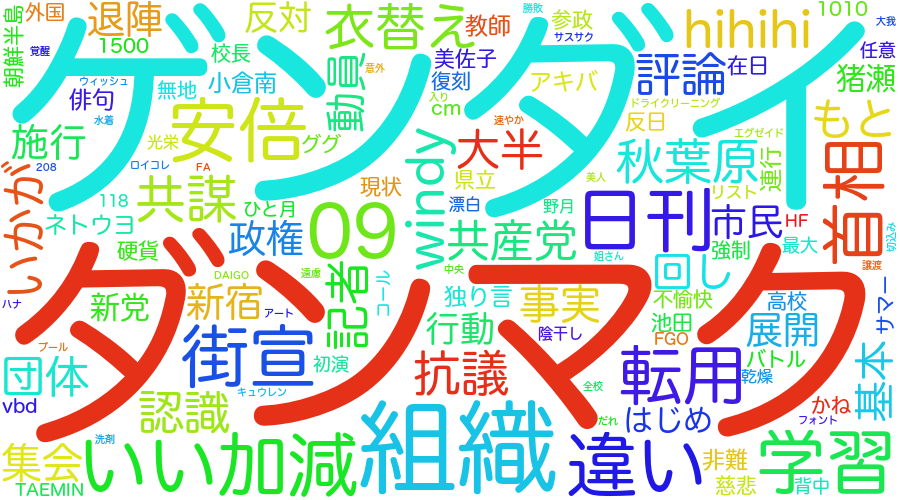 外国
退陣
反対
衣替え
教師
hihihi
参政
1010
大我
朝鮮半島
覚醒
1500
校長
ゲンダイ
勝敗
サスサク
美佐子
評論
在日
任意
ウィッシュ
無地
小倉南
動員
意外
復刻
アキバ
猪瀬
俳句
水着
安倍
入り
cm
ドライクリーニング
もと
施行
光栄
ググ
速やか
反日
エグゼイド
208
ロイコレ
FA
大半
秋葉原
連行
首相
いかが
共謀
現状
windy
県立
美人
リスト
118
ひと月
漂白
野月
日刊
市民
HF
ネトウヨ
政権
09
共産党
強制
最大
切込み
硬貨
記者
姉さん
回し
譲渡
DAIGO
遠慮
中央
ハナ
新党
新宿
アート
コール
独り言
事実
不愉快
高校
サマー
街宣
ダンマク
行動
陰干し
池田
展開
プール
初演
FGO
団体
抗議
転用
バトル
基本
キュウレン
全校
乾燥
vbd
認識
組織
はじめ
かね
だれ
フォント
洗剤
集会
いい加減
違い
非難
学習
TAEMIN
慈悲
背中